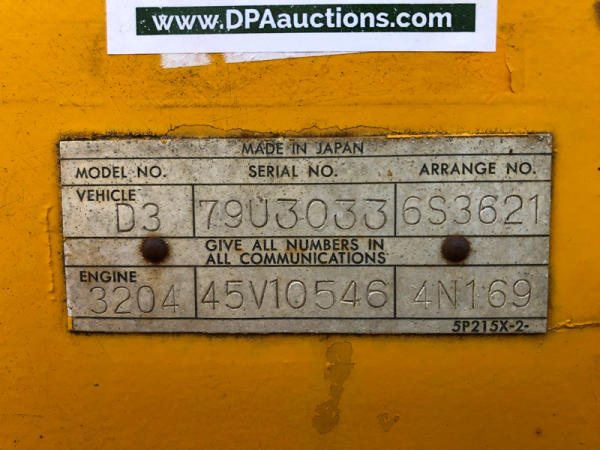 www.DPAauctions.com
MADE IN JAPAN
MODEL NO. SERIAL NO. ARRANGE NO.
VEHICLE
D3 79U3033 6S3621
GIVE ALL NUMBERS IN
ALL COMMUNICATIONS
ENGINE
3204 45V10546 4N169
5P215X-2-